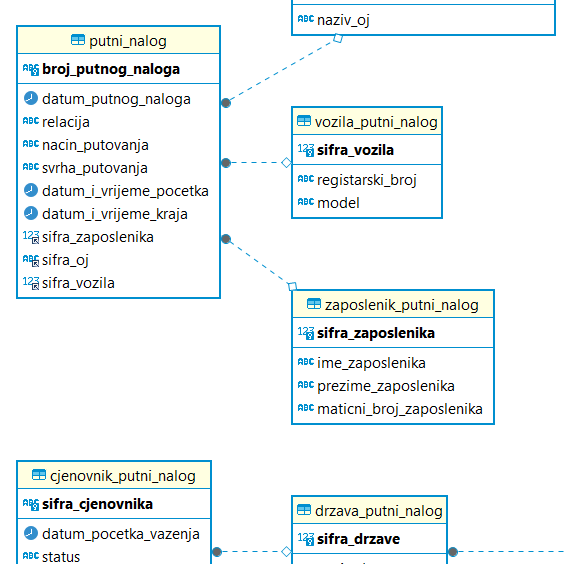 naziv_oj
putni_nalog
broj_putnog_naloga
datum_putnog_naloga
relacija
nacin_putovanja
svrha_putovanja
datum_i_vrijeme_pocetka
datum_i_vrijeme_kraja
sifra_zaposlenika
sifra_oj
sifra_vozila
vozila_putni_nalog
sifra_vozila
registarski_broj
model
zaposlenik_putni_nalog
sifra_zaposlenika
ime_zaposlenika
prezime_zaposlenika
maticni_broj_zaposlenika
cjenovnik_putni_nalog
sifra_cjenovnika
datum_pocetka_vazenja
status
drzava_putni_nalog
sifra_drzave